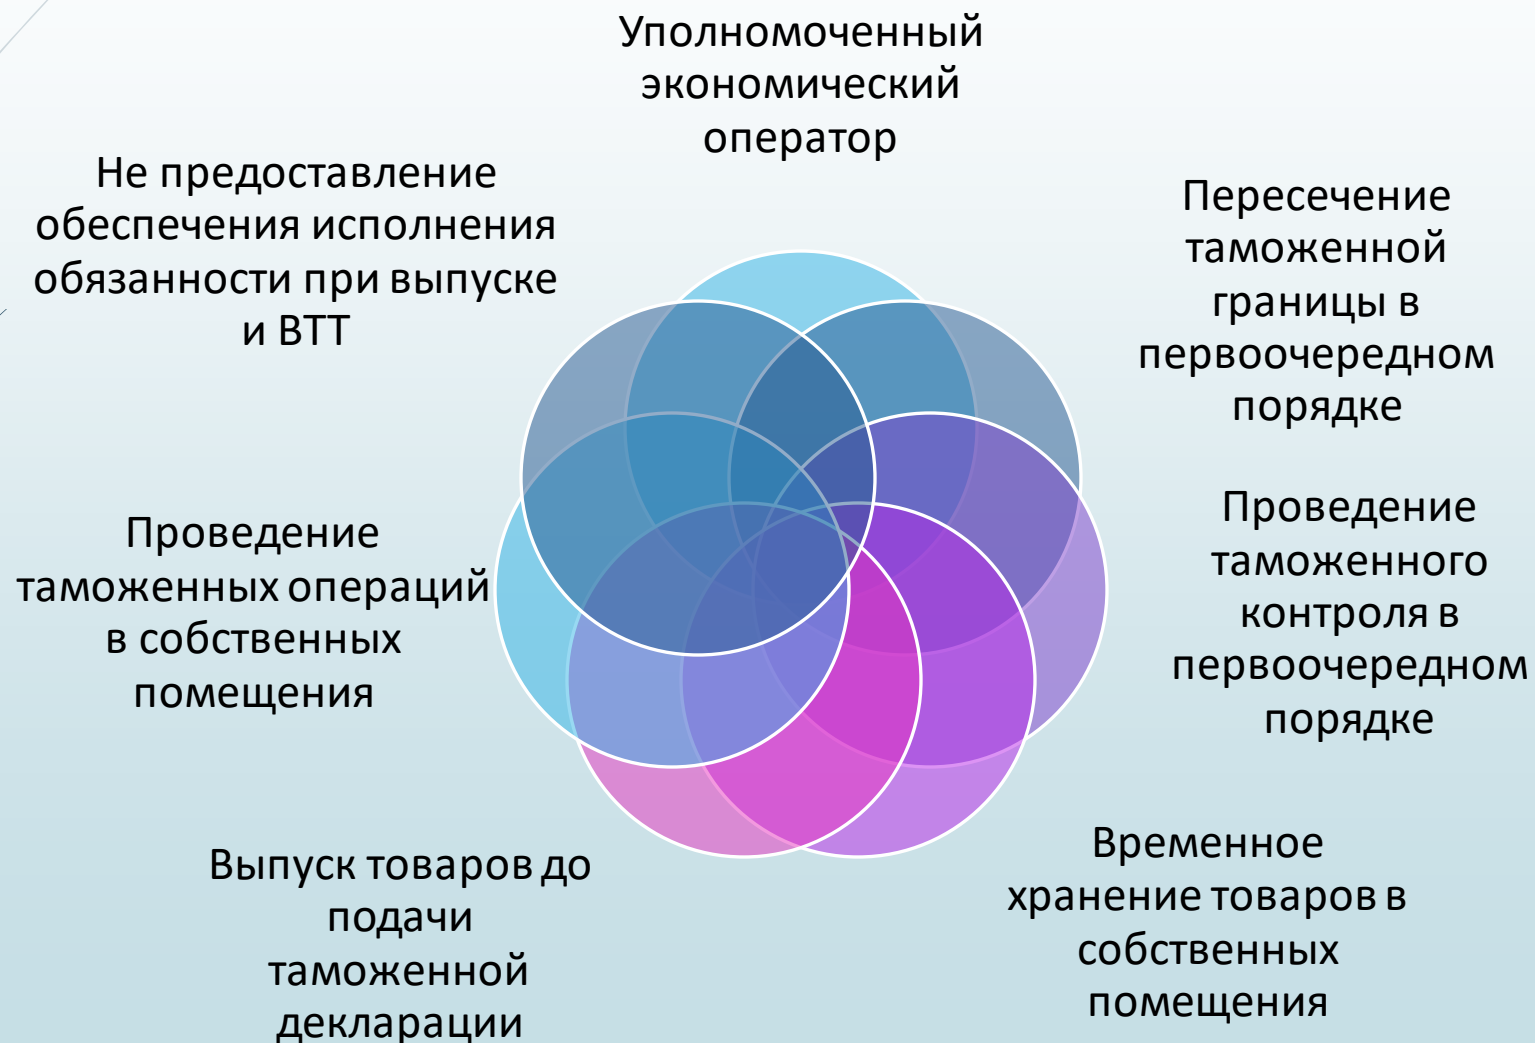 Уполномоченный
экономический
оператор
Пересечение
таможенной
границы в
первоочередном
порядке
Проведение
таможенного
контроля в
первоочередном
порядке
Временное
хранение товаров в
собственных
помещения
Выпуск товаров до
подачи
таможенной
декларации
Проведение
таможенных операций
в собственных
помещения
Не предоставление
обеспечения исполнения
обязанности при выпуске
и ВТТ